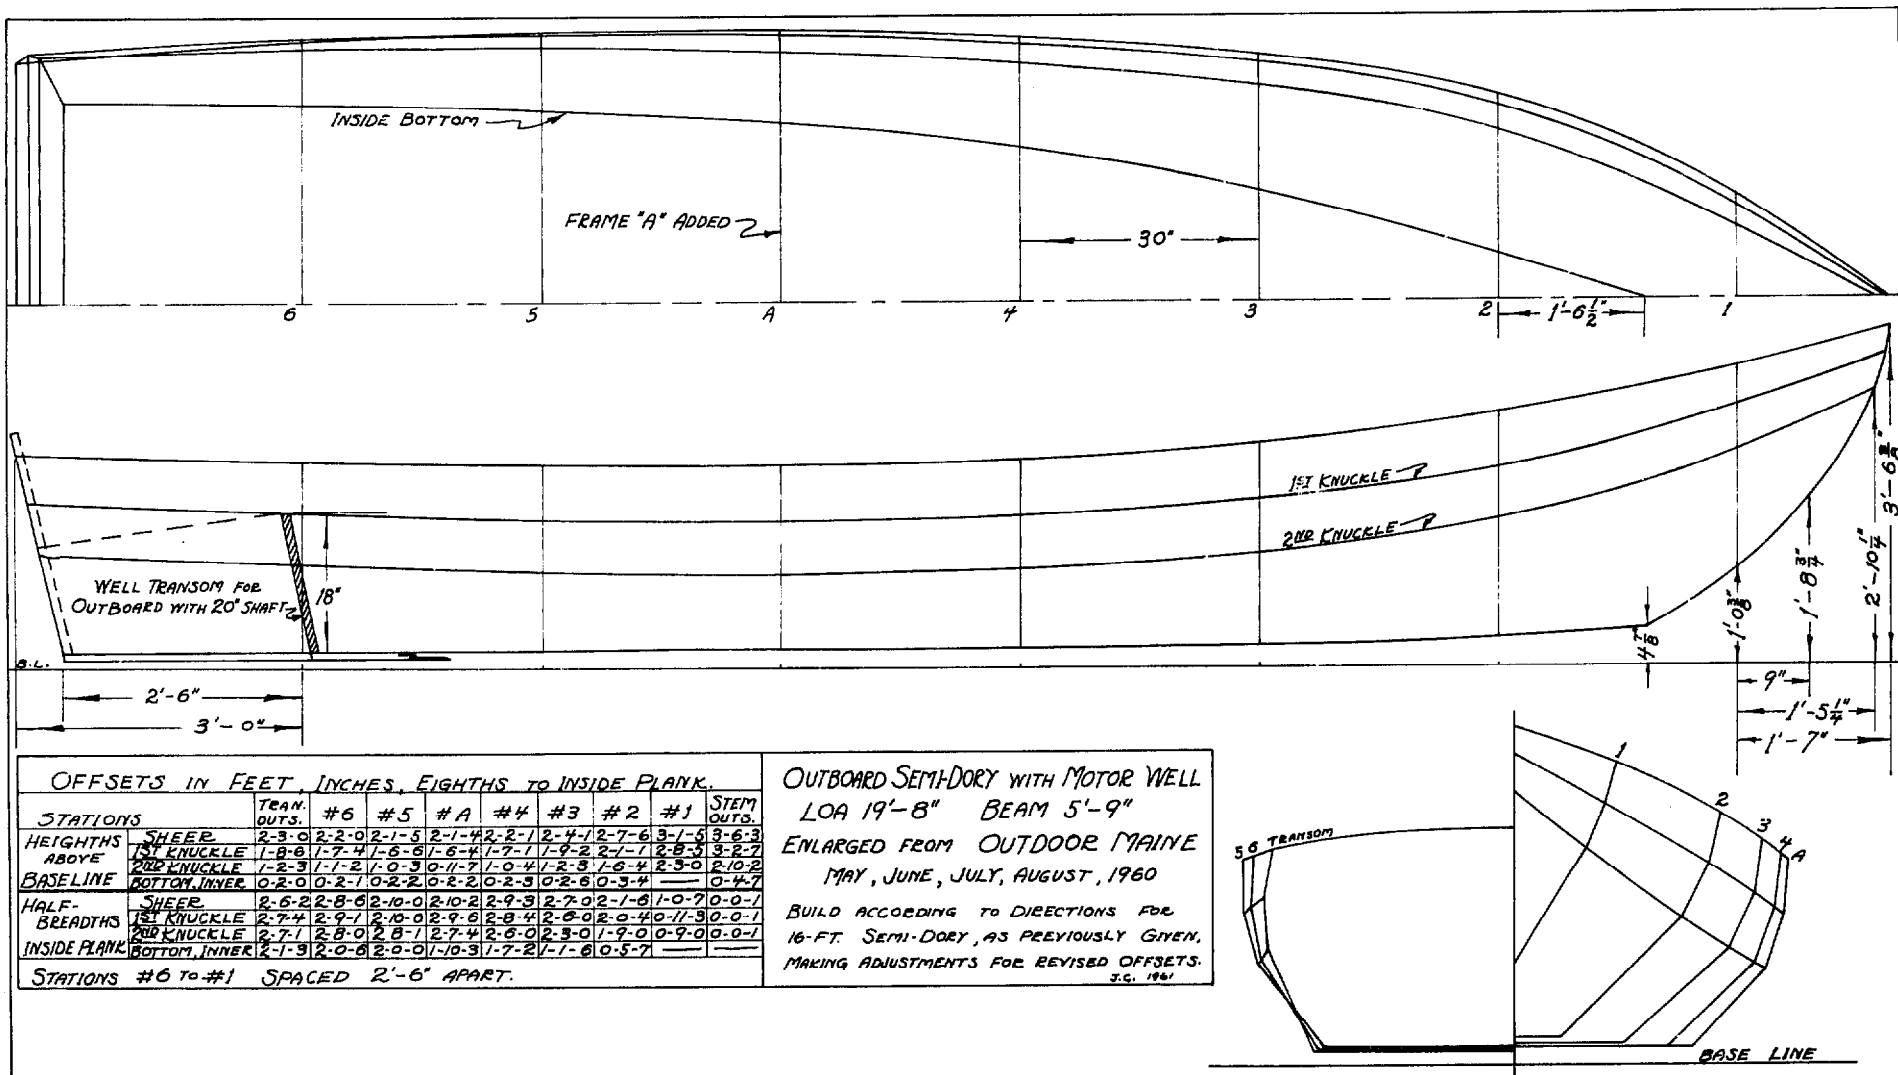 INSIDE BOTTOM
FRAME "A" ADDED
30"
6 5 A 4 3 2 1
1'-6 1/2"
1ST KNUCKLE
2ND KNUCKLE
WELL TRANSOM FOR
OUTBOARD WITH 20" SHAFT
18"
B.L.
2'-6"
3'-0"
4 7/8
1'-0 3/8"
1'-8 3/4"
2'-10 1/4"
3'-6 3/8"
9"
1'-5 1/4"
1'-7"
OFFSETS IN FEET, INCHES, EIGHTHS TO INSIDE PLANK.
STATIONS TRAN. OUTS. #6 #5 #A #4 #3 #2 #1 STEM OUTS.
HEIGHTHS ABOVE BASELINE
SHEER 2-3-0 2-2-0 2-1-5 2-1-4 2-2-1 2-4-1 2-7-6 3-1-5 3-6-3
1ST KNUCKLE 1-8-6 1-7-4 1-6-6 1-6-4 1-7-1 1-9-2 2-1-1 2-8-5 3-2-7
2ND KNUCKLE 1-2-3 1-1-2 1-0-3 0-11-7 1-0-4 1-2-3 1-6-4 2-3-0 2-10-2
BOTTOM, INNER 0-2-0 0-2-1 0-2-2 0-2-2 0-2-3 0-2-6 0-3-4 — 0-4-7
HALF-BREADTHS INSIDE PLANK
SHEER 2-6-2 2-8-6 2-10-0 2-10-2 2-9-3 2-7-0 2-1-6 1-0-7 0-0-1
1ST KNUCKLE 2-7-4 2-9-1 2-10-0 2-9-6 2-8-4 2-6-0 2-0-4 0-11-3 0-0-1
2ND KNUCKLE 2-7-1 2-8-0 2-8-1 2-7-4 2-6-0 2-3-0 1-9-0 0-9-0 0-0-1
BOTTOM, INNER 2-1-3 2-0-6 2-0-0 1-10-3 1-7-2 1-1-6 0-5-7 — —
STATIONS #6 TO #1 SPACED 2'-6" APART.
OUTBOARD SEMI-DORY WITH MOTOR WELL
LOA 19'-8" BEAM 5'-9"
ENLARGED FROM OUTDOOR MAINE
MAY, JUNE, JULY, AUGUST, 1960
BUILD ACCORDING TO DIRECTIONS FOR
16-FT. SEMI-DORY, AS PREVIOUSLY GIVEN,
MAKING ADJUSTMENTS FOR REVISED OFFSETS.
J.C. 1961
5 6 TRANSOM
1
2
3
4 A
BASE LINE